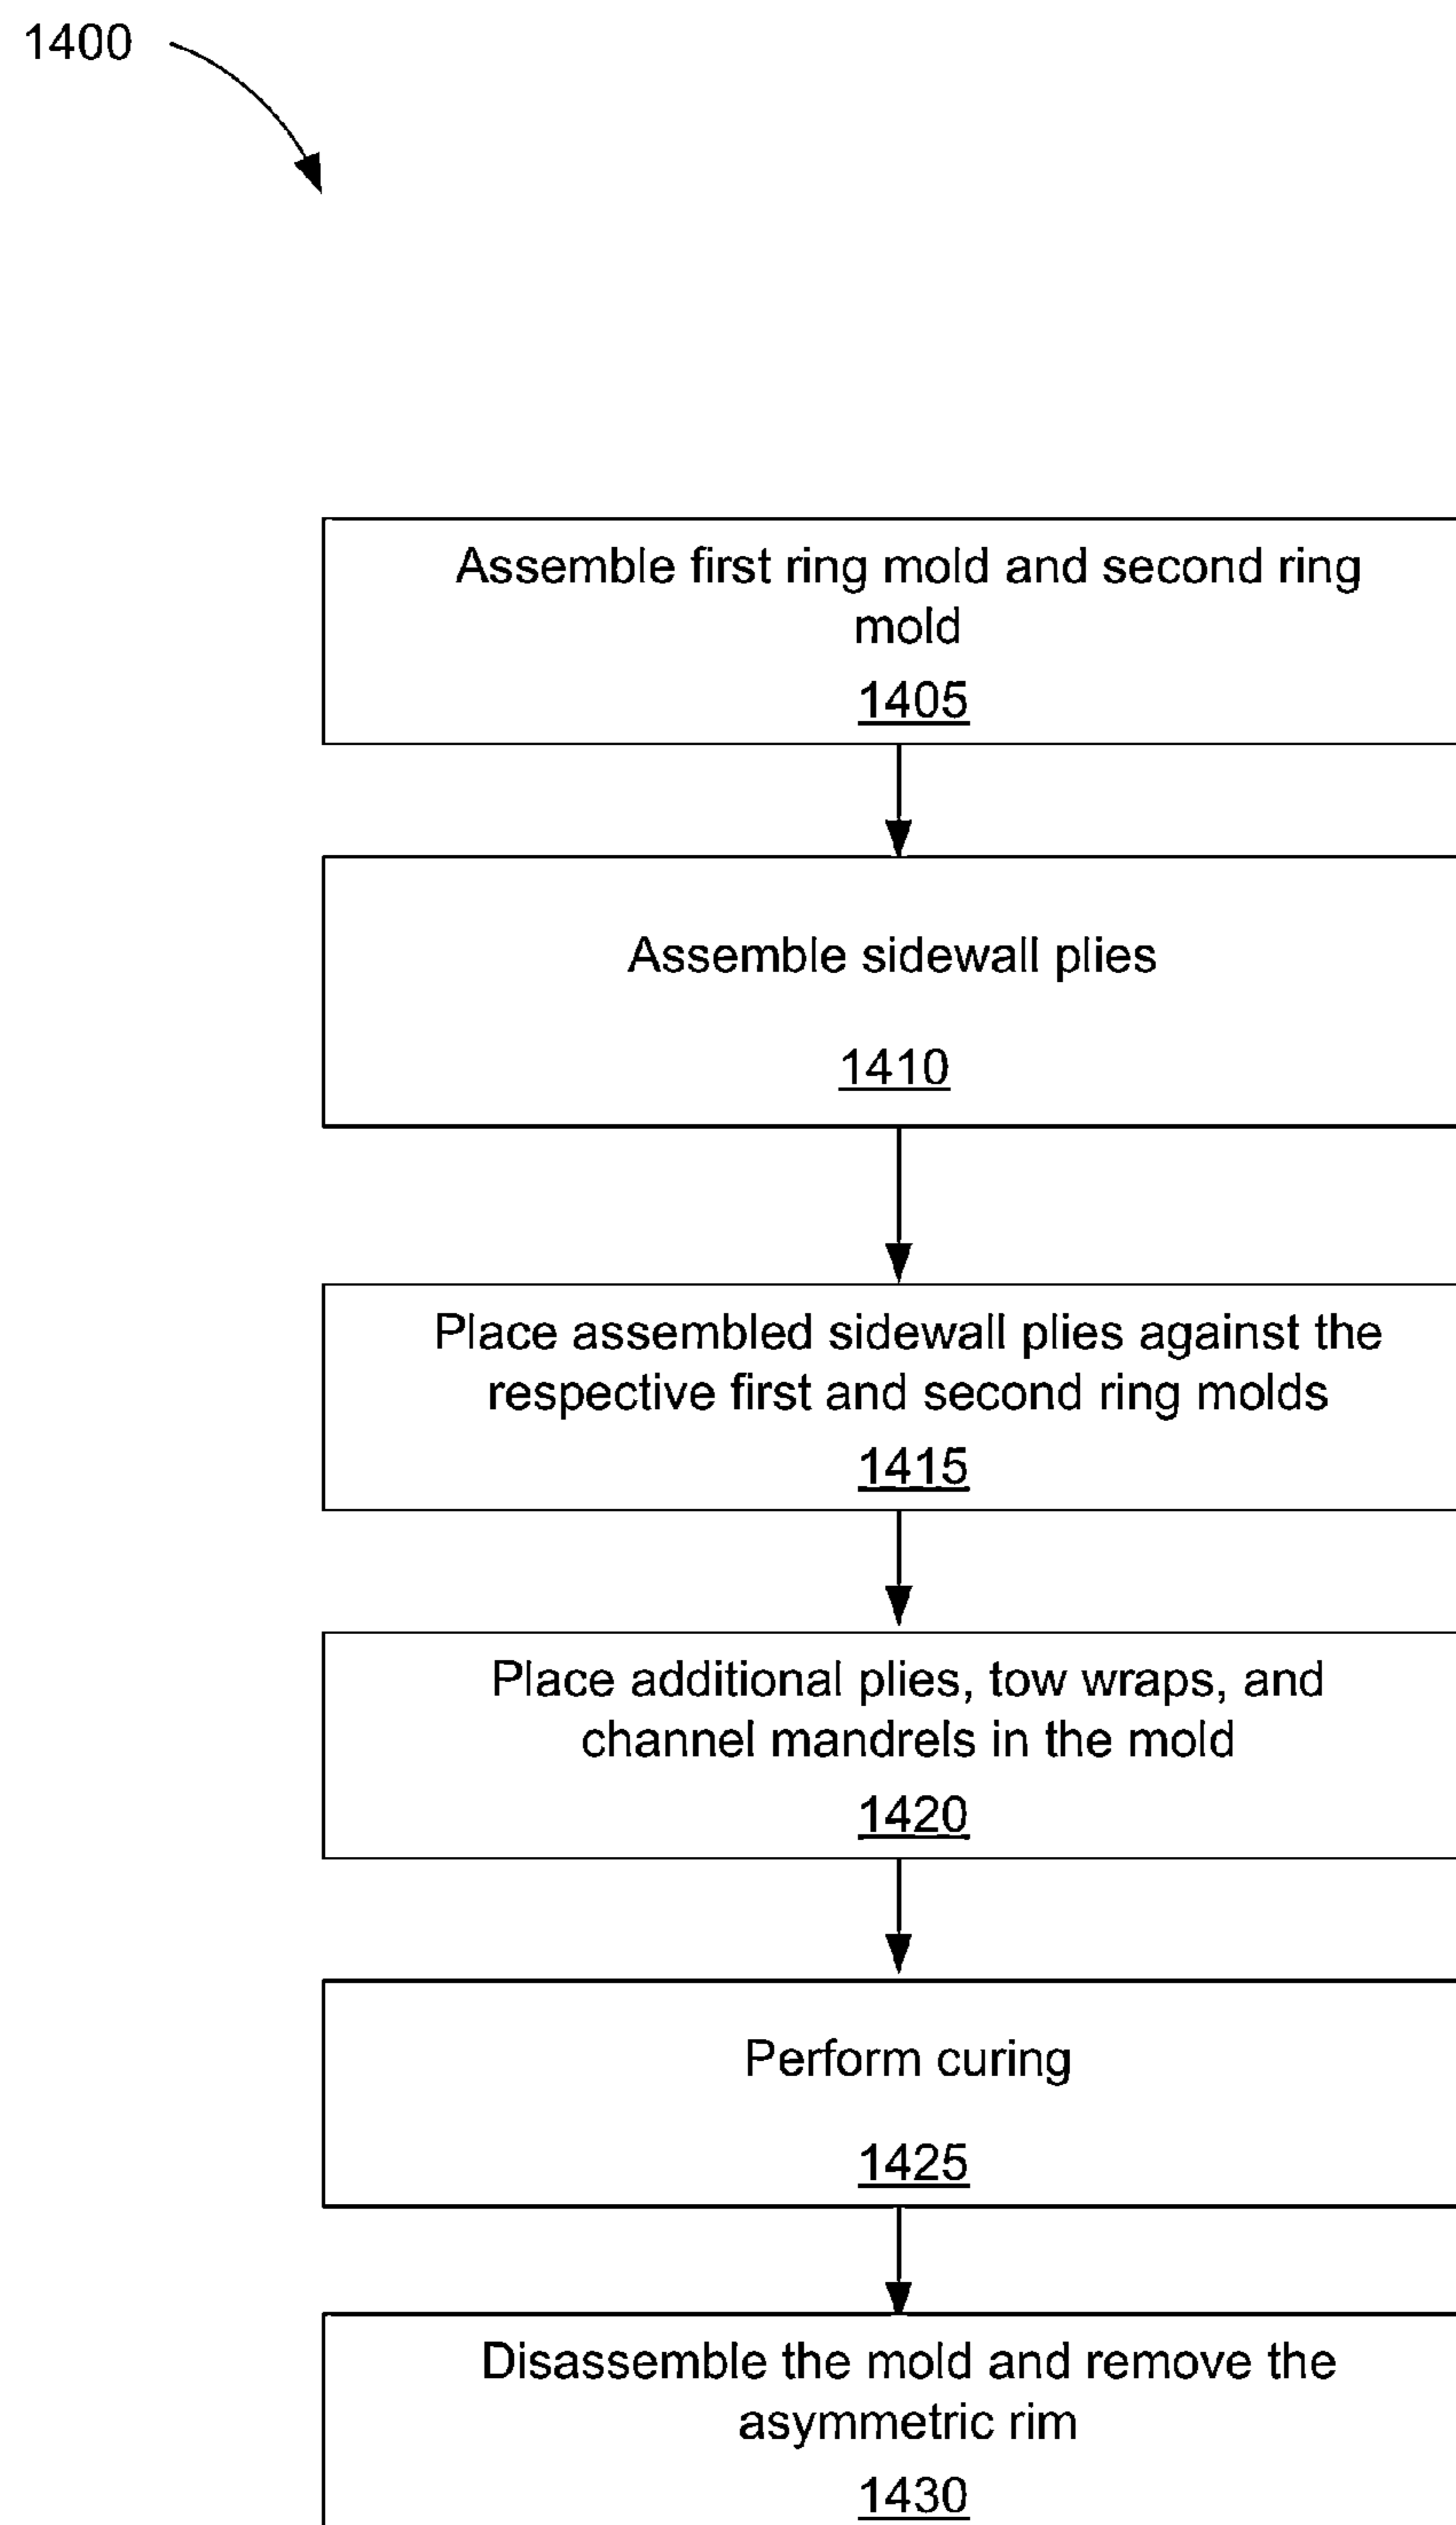 1400
Assemble first ring mold and second ring
mold
1405
Assemble sidewall plies
1410
Place assembled sidewall plies against the
respective first and second ring molds
1415
Place additional plies, tow wraps, and
channel mandrels in the mold
1420
Perform curing
1425
Disassemble the mold and remove the
asymmetric rim
1430